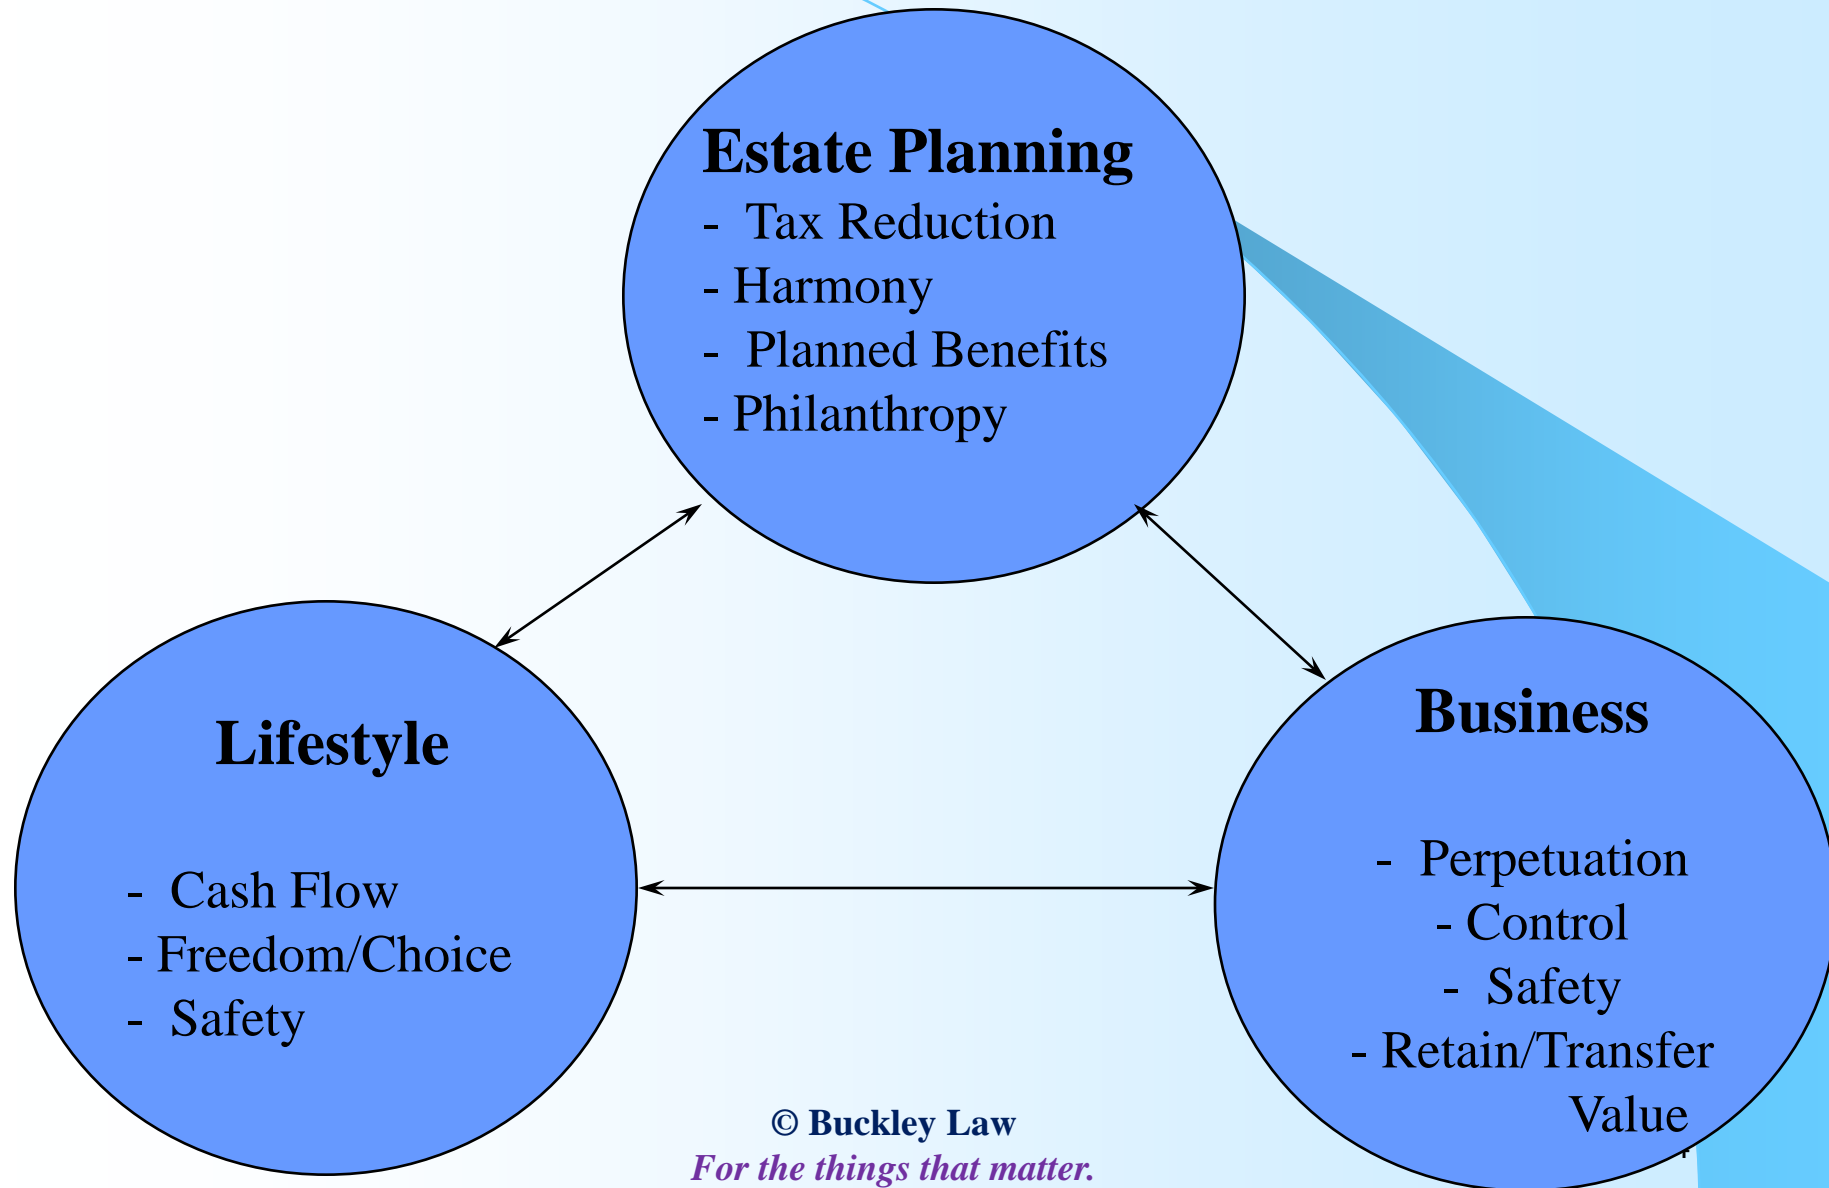 Estate Planning
- Tax Reduction
- Harmony
- Planned Benefits
- Philanthropy
Lifestyle
- Cash Flow
- Freedom/Choice
- Safety
Business
- Perpetuation
- Control
- Safety
- Retain/Transfer
Value
© Buckley Law
For the things that matter.